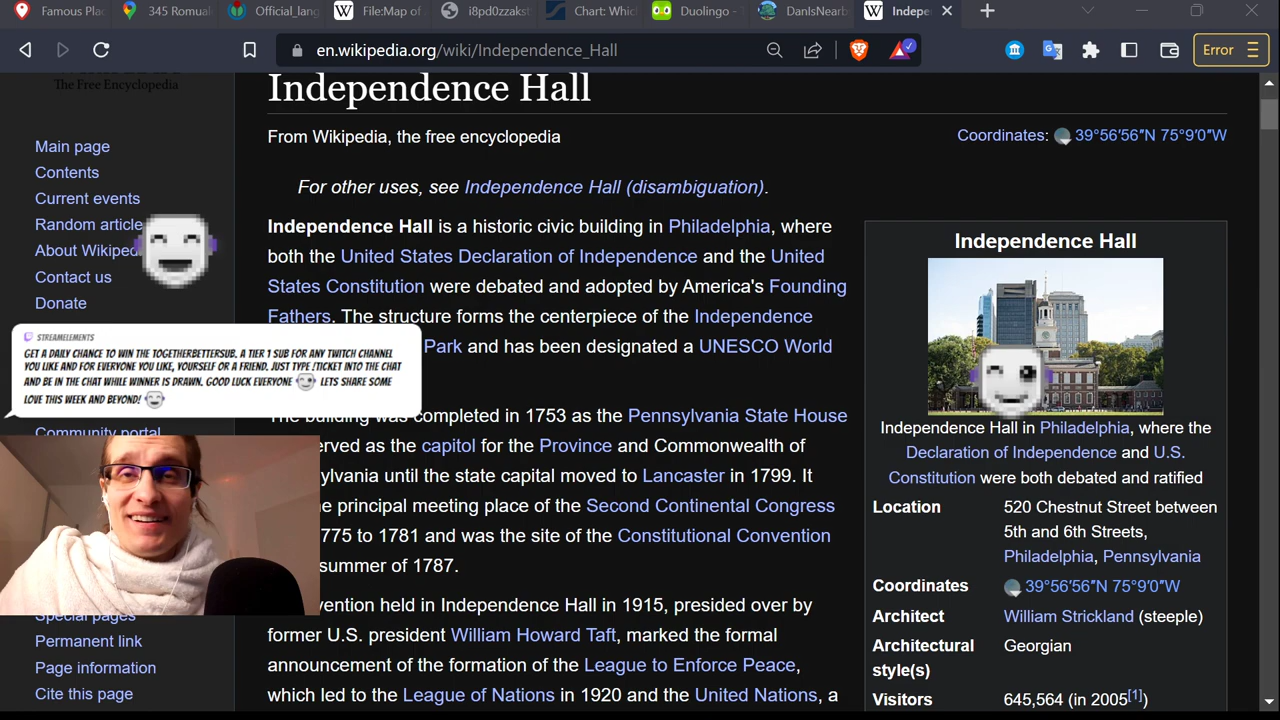 Famous Pla
345 Romual
Official_lang
File:Map of
i8pd0zzakst
Chart: Whic
Duolingo - T
DanIsNearb
Indepe
en.wikipedia.org/wiki/Independence_Hall
Error
The Free Encyclopedia
Main page
Contents
Current events
Random article
About Wikiped
Contact us
Donate
STREAMELEMENTS
GET A DAILY CHANCE TO WIN THE TOGETHERBETTERSUB. A TIER 1 SUB FOR ANY TWITCH CHANNEL
YOU LIKE AND FOR EVERYONE YOU LIKE, YOURSELF OR A FRIEND. JUST TYPE !TICKET INTO THE CHAT
AND BE IN THE CHAT WHILE WINNER IS DRAWN. GOOD LUCK EVERYONE LETS SHARE SOME
LOVE THIS WEEK AND BEYOND!
Community portal
Special pages
Permanent link
Page information
Cite this page
Independence Hall
From Wikipedia, the free encyclopedia
Coordinates: 39°56′56″N 75°9′0″W
For other uses, see Independence Hall (disambiguation).
Independence Hall is a historic civic building in Philadelphia, where
both the United States Declaration of Independence and the United
States Constitution were debated and adopted by America's Founding
Fathers. The structure forms the centerpiece of the Independence
Park and has been designated a UNESCO World
The building was completed in 1753 as the Pennsylvania State House
erved as the capitol for the Province and Commonwealth of
ylvania until the state capital moved to Lancaster in 1799. It
e principal meeting place of the Second Continental Congress
775 to 1781 and was the site of the Constitutional Convention
summer of 1787.
vention held in Independence Hall in 1915, presided over by
former U.S. president William Howard Taft, marked the formal
announcement of the formation of the League to Enforce Peace,
which led to the League of Nations in 1920 and the United Nations, a
Independence Hall
Independence Hall in Philadelphia, where the
Declaration of Independence and U.S.
Constitution were both debated and ratified
Location 520 Chestnut Street between
5th and 6th Streets,
Philadelphia, Pennsylvania
Coordinates 39°56′56″N 75°9′0″W
Architect William Strickland (steeple)
Architectural style(s) Georgian
Visitors 645,564 (in 2005[1])